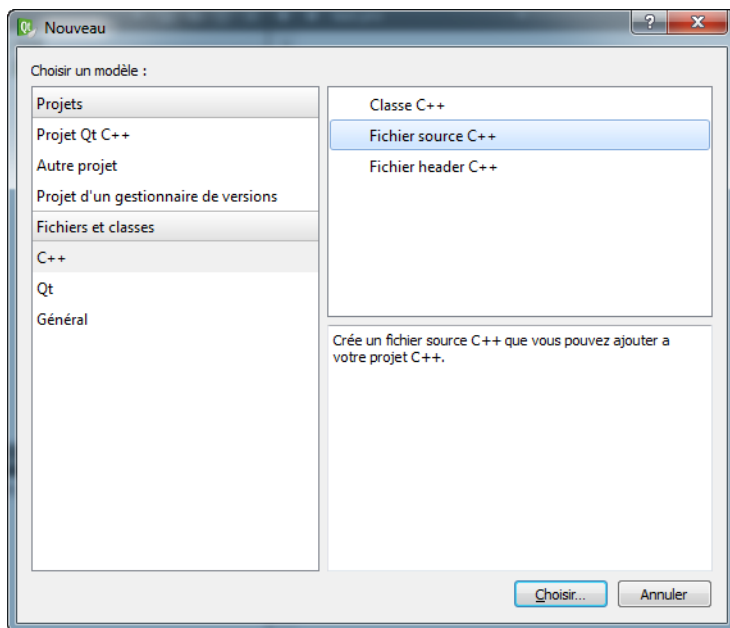 Nouveau
Choisir un modèle :
Projets
Projet Qt C++
Autre projet
Projet d'un gestionnaire de versions
Fichiers et classes
C++
Qt
Général
Classe C++
Fichier source C++
Fichier header C++
Crée un fichier source C++ que vous pouvez ajouter a
votre projet C++.
Choisir...
Annuler